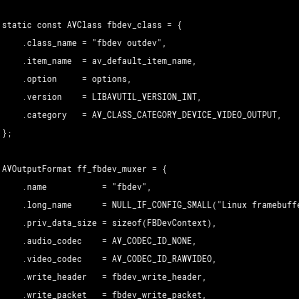 static const AVClass fbdev_class = {
    .class_name = "fbdev outdev",
    .item_name  = av_default_item_name,
    .option     = options,
    .version    = LIBAVUTIL_VERSION_INT,
    .category   = AV_CLASS_CATEGORY_DEVICE_VIDEO_OUTPUT,
};
AVOutputFormat ff_fbdev_muxer = {
    .name           = "fbdev",
    .long_name      = NULL_IF_CONFIG_SMALL("Linux framebuffe
    .priv_data_size = sizeof(FBDevContext),
    .audio_codec    = AV_CODEC_ID_NONE,
    .video_codec    = AV_CODEC_ID_RAWVIDEO,
    .write_header   = fbdev_write_header,
    .write_packet   = fbdev_write_packet,